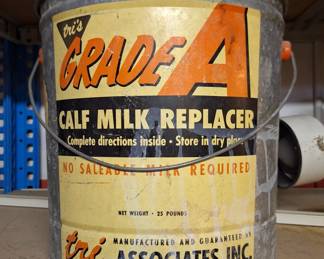 tri's
GRADE A
CALF MILK REPLACER
Complete directions inside • Store in dry place
NO SALEABLE MILK REQUIRED
NET WEIGHT • 25 POUNDS
tri
MANUFACTURED AND GUARANTEED BY
ASSOCIATES, INC.